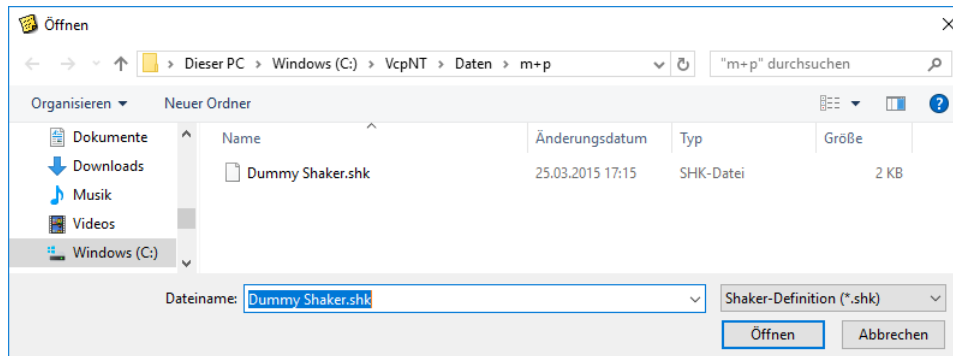 Öffnen
Dieser PC > Windows (C:) > VcpNT > Daten > m+p
"m+p" durchsuchen
Organisieren Neuer Ordner
Dokumente
Downloads
Musik
Videos
Windows (C:)
Name Änderungsdatum Typ Größe
Dummy Shaker.shk 25.03.2015 17:15 SHK-Datei 2 KB
Dateiname: Dummy Shaker.shk Shaker-Definition (*.shk)
Öffnen Abbrechen